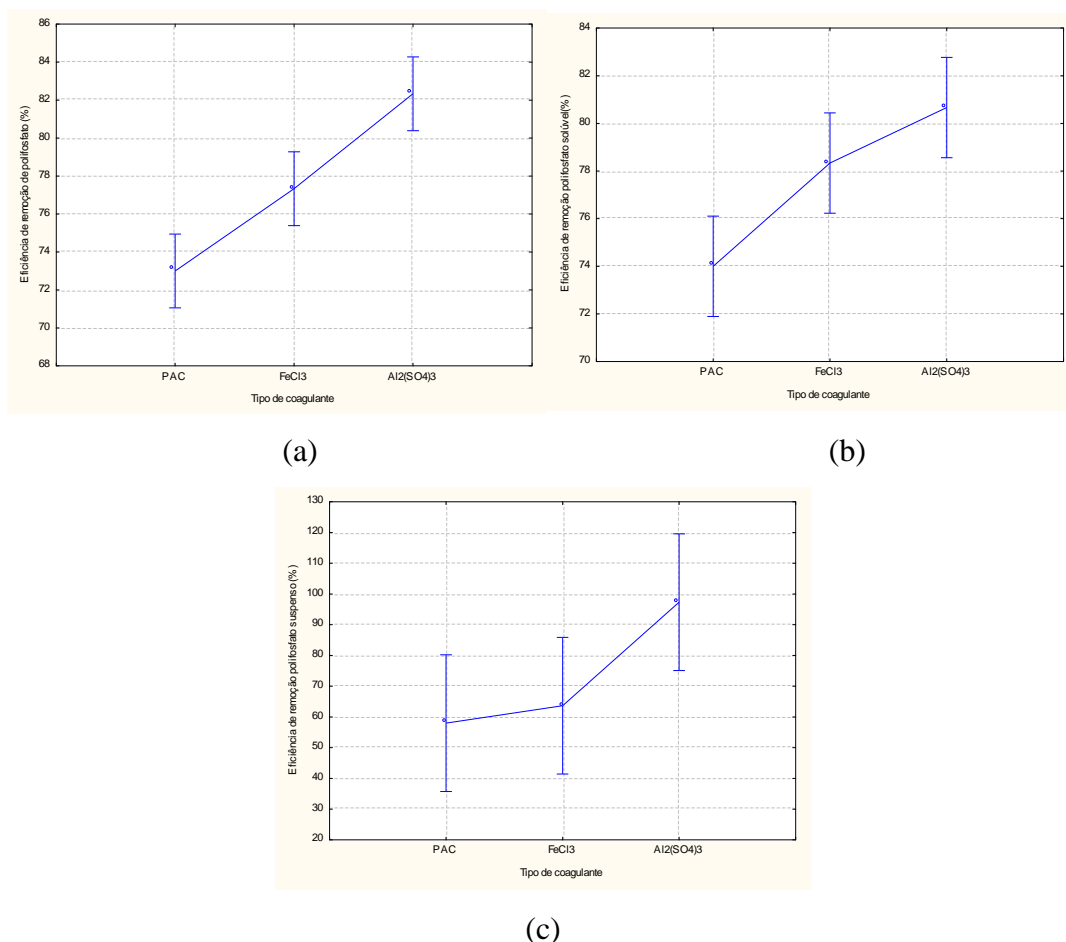 Eficiência de remoção de polifosfato (%)
86
84
82
80
78
76
74
72
70
68
PAC FeCl3 Al2(SO4)3
Tipo de coagulante
(a)
Eficiência de remoção polifosfato solúvel(%)
84
82
80
78
76
74
72
70
PAC FeCl3 Al2(SO4)3
Tipo de coagulante
(b)
Eficiência de remoção polifosfato suspenso (%)
130
120
110
100
90
80
70
60
50
40
30
20
PAC FeCl3 Al2(SO4)3
Tipo de coagulante
(c)